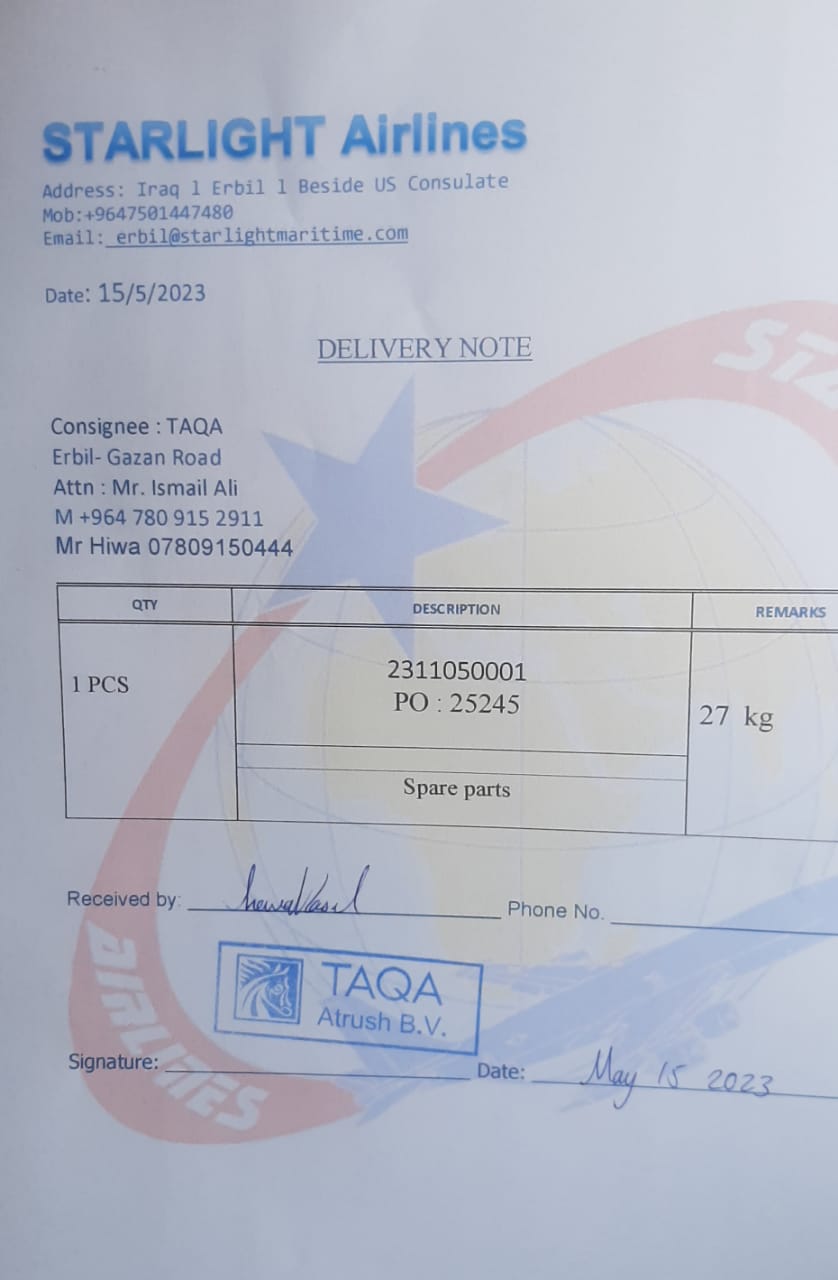 STARLIGHT Airlines
Address: Iraq l Erbil l Beside US Consulate
Mob:+9647501447480
Email: erbil@starlightmaritime.com
Date: 15/5/2023
DELIVERY NOTE
Consignee : TAQA
Erbil- Gazan Road
Attn : Mr. Ismail Ali
M +964 780 915 2911
Mr Hiwa 07809150444
QTY DESCRIPTION REMARKS
1 PCS 2311050001
PO : 25245 27 kg
Spare parts
Received by: Phone No.
TAQA
Atrush B.V.
Signature: Date: May 15 2023
AIRLINES